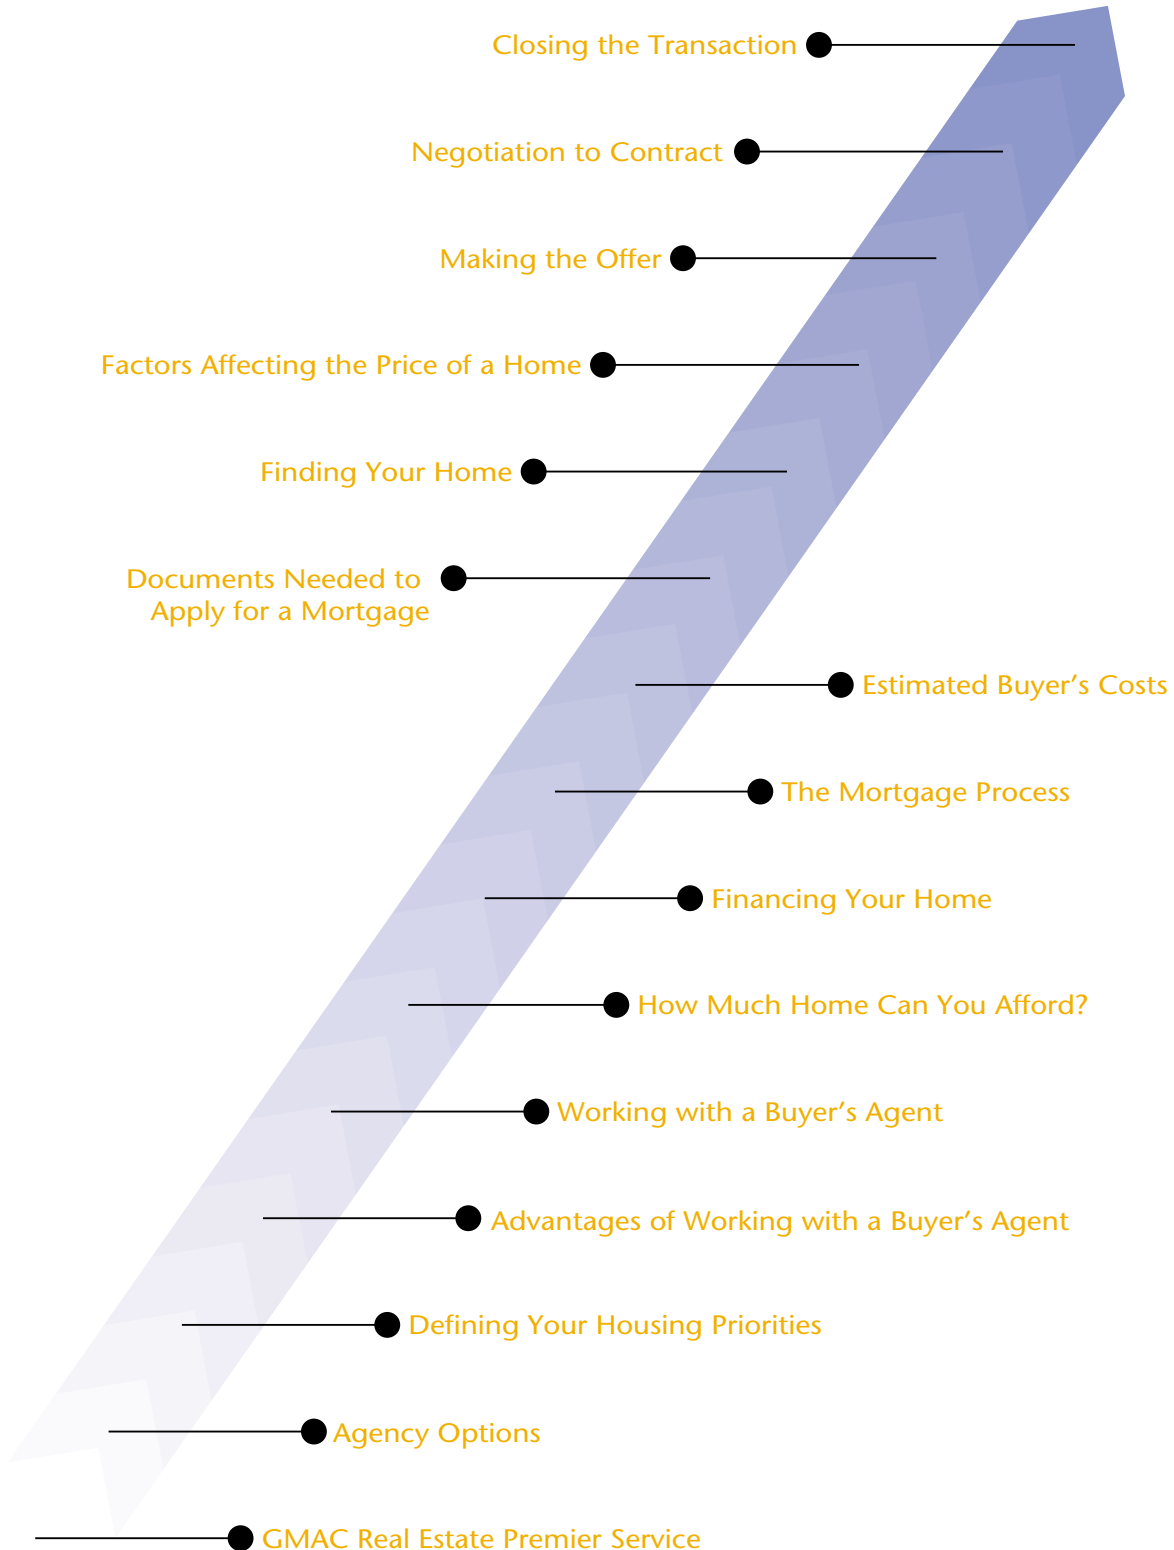 Closing the Transaction
Negotiation to Contract
Making the Offer
Factors Affecting the Price of a Home
Finding Your Home
Documents Needed to
Apply for a Mortgage
Estimated Buyer’s Costs
The Mortgage Process
Financing Your Home
How Much Home Can You Afford?
Working with a Buyer’s Agent
Advantages of Working with a Buyer’s Agent
Defining Your Housing Priorities
Agency Options
GMAC Real Estate Premier Service